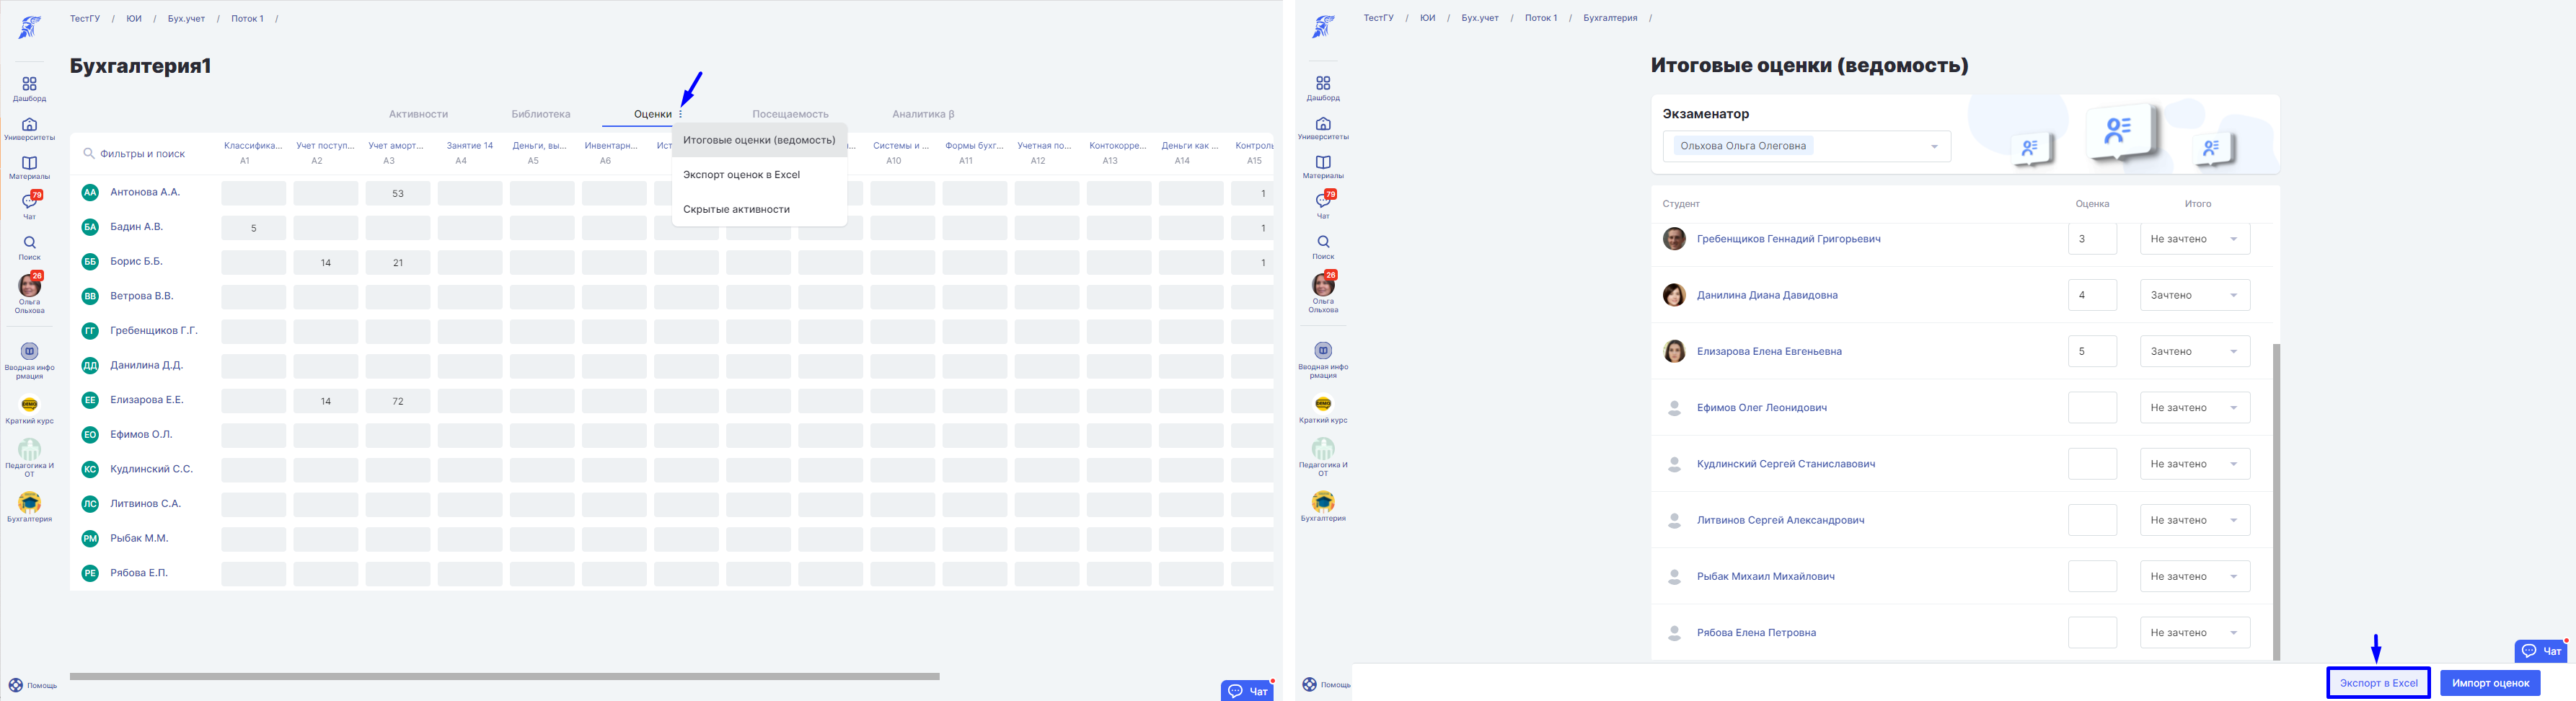 ТестГУ / ЮИ / Бух.учет / Поток 1 /
Бухгалтерия1
Дашборд
Университеты
Материалы
79
Чат
Поиск
26
Ольга
Ольхова
Вводная инфо
рмация
Краткий курс
Педагогика И
ОТ
Бухгалтерия
Помощь
Активности Библиотека Оценки Посещаемость Аналитика β
Итоговые оценки (ведомость)
Экспорт оценок в Excel
Скрытые активности
Фильтры и поиск
Классифика... Учет поступ... Учет аморт... Занятие 14 Деньги, вы... Инвентарн... Ист Системы и ... Формы бухг... Учетная по... Контокорре... Деньги как ... Контроль
A1 A2 A3 A4 A5 A6 A10 A11 A12 A13 A14 A15
АА Антонова А.А. 53 1
БА Бадин А.В. 5 1
ББ Борис Б.Б. 14 21 1
ВВ Ветрова В.В.
ГГ Гребенщиков Г.Г.
ДД Данилина Д.Д.
ЕЕ Елизарова Е.Е. 14 72
ЕО Ефимов О.Л.
КС Кудлинский С.С.
ЛС Литвинов С.А.
РМ Рыбак М.М.
РЕ Рябова Е.П.
Чат
ТестГУ / ЮИ / Бух.учет / Поток 1 / Бухгалтерия /
Дашборд
Университеты
Материалы
79
Чат
Поиск
26
Ольга
Ольхова
Вводная инфо
рмация
Краткий курс
Педагогика И
ОТ
Бухгалтерия
Помощь
Итоговые оценки (ведомость)
Экзаменатор
Ольхова Ольга Олеговна
Студент Оценка Итого
Гребенщиков Геннадий Григорьевич 3 Не зачтено
Данилина Диана Давидовна 4 Зачтено
Елизарова Елена Евгеньевна 5 Зачтено
Ефимов Олег Леонидович Не зачтено
Кудлинский Сергей Станиславович Не зачтено
Литвинов Сергей Александрович Не зачтено
Рыбак Михаил Михайлович Не зачтено
Рябова Елена Петровна Не зачтено
Чат
Экспорт в Excel Импорт оценок